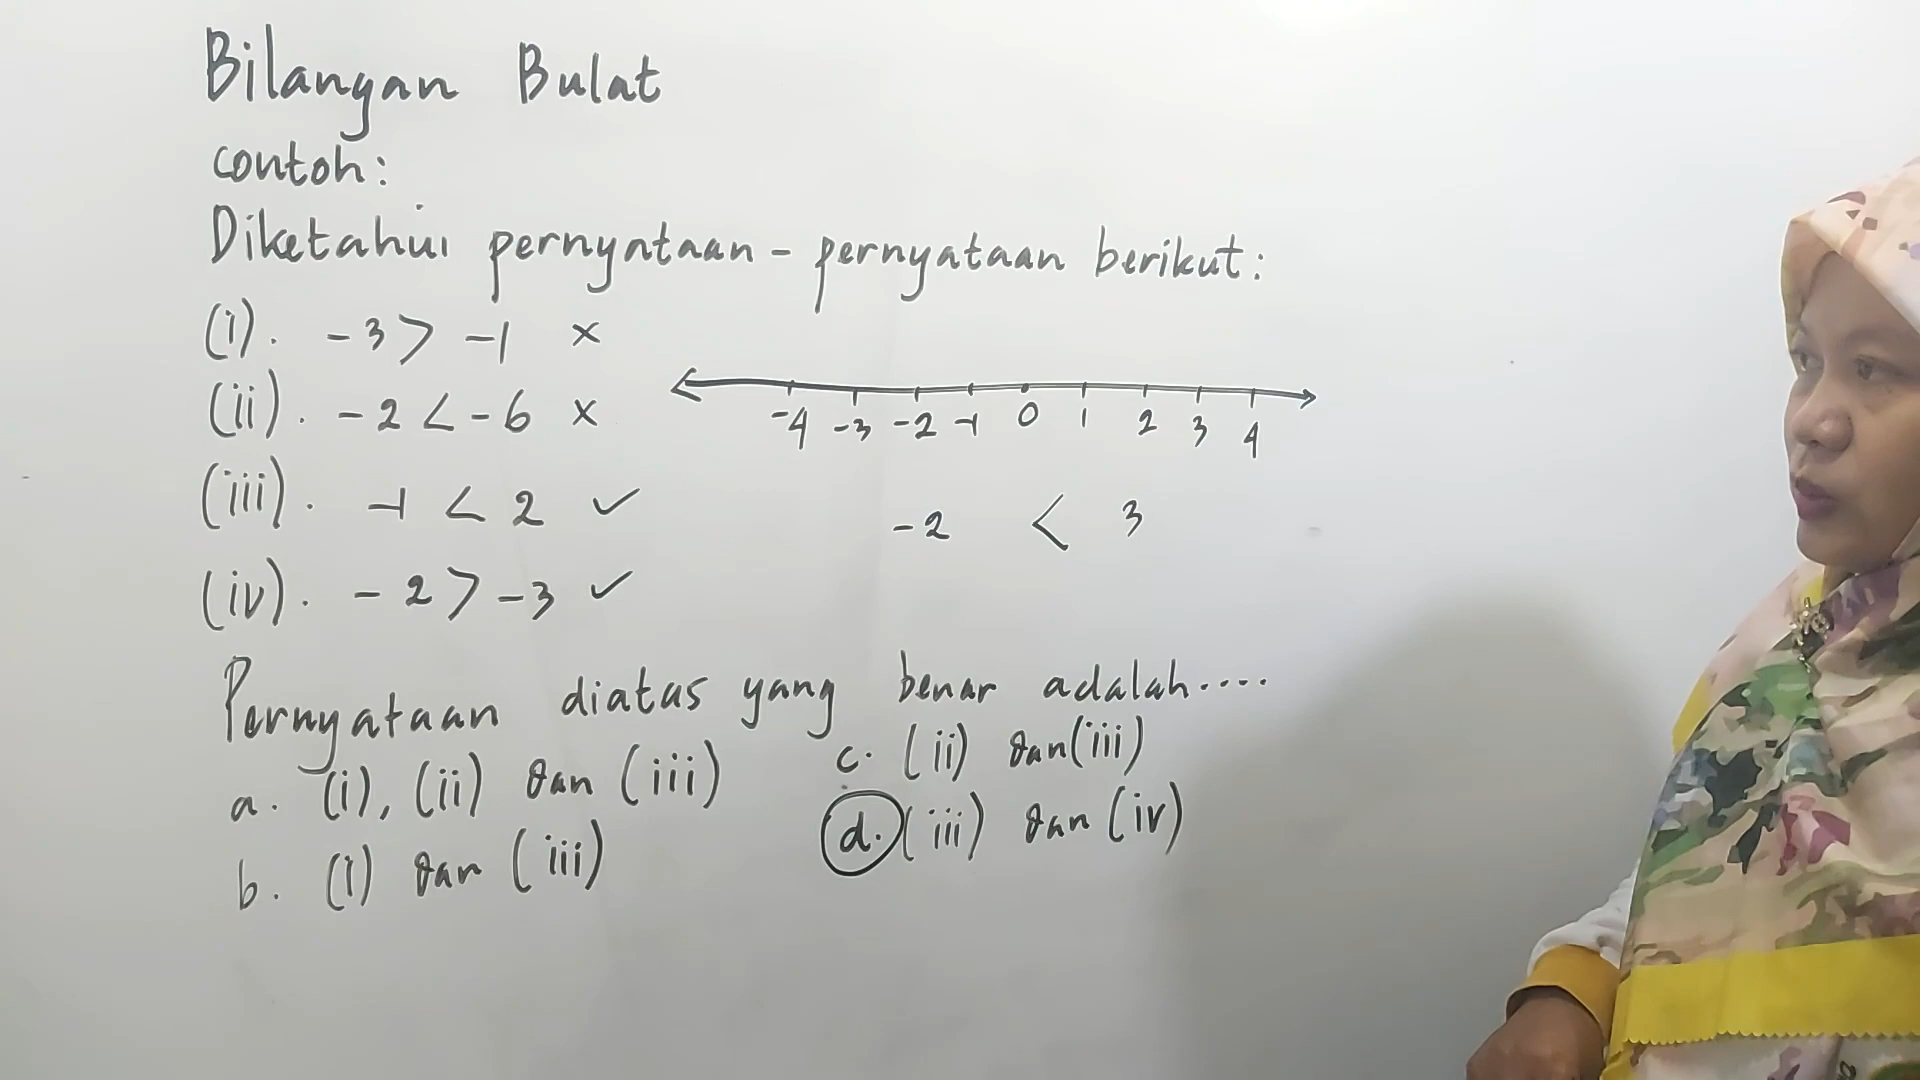 Bilangan Bulat
contoh:
Diketahui pernyataan - pernyataan berikut:
(i). -3 > -1 ×
(ii). -2 < -6 ×
(iii). -1 < 2 ✓
(iv). -2 > -3 ✓
-4 -3 -2 -1 0 1 2 3 4
-2 < 3
Pernyataan diatas yang benar adalah....
a. (i), (ii) dan (iii)
b. (i) dan (iii)
c. (ii) dan (iii)
d. (iii) dan (iv)